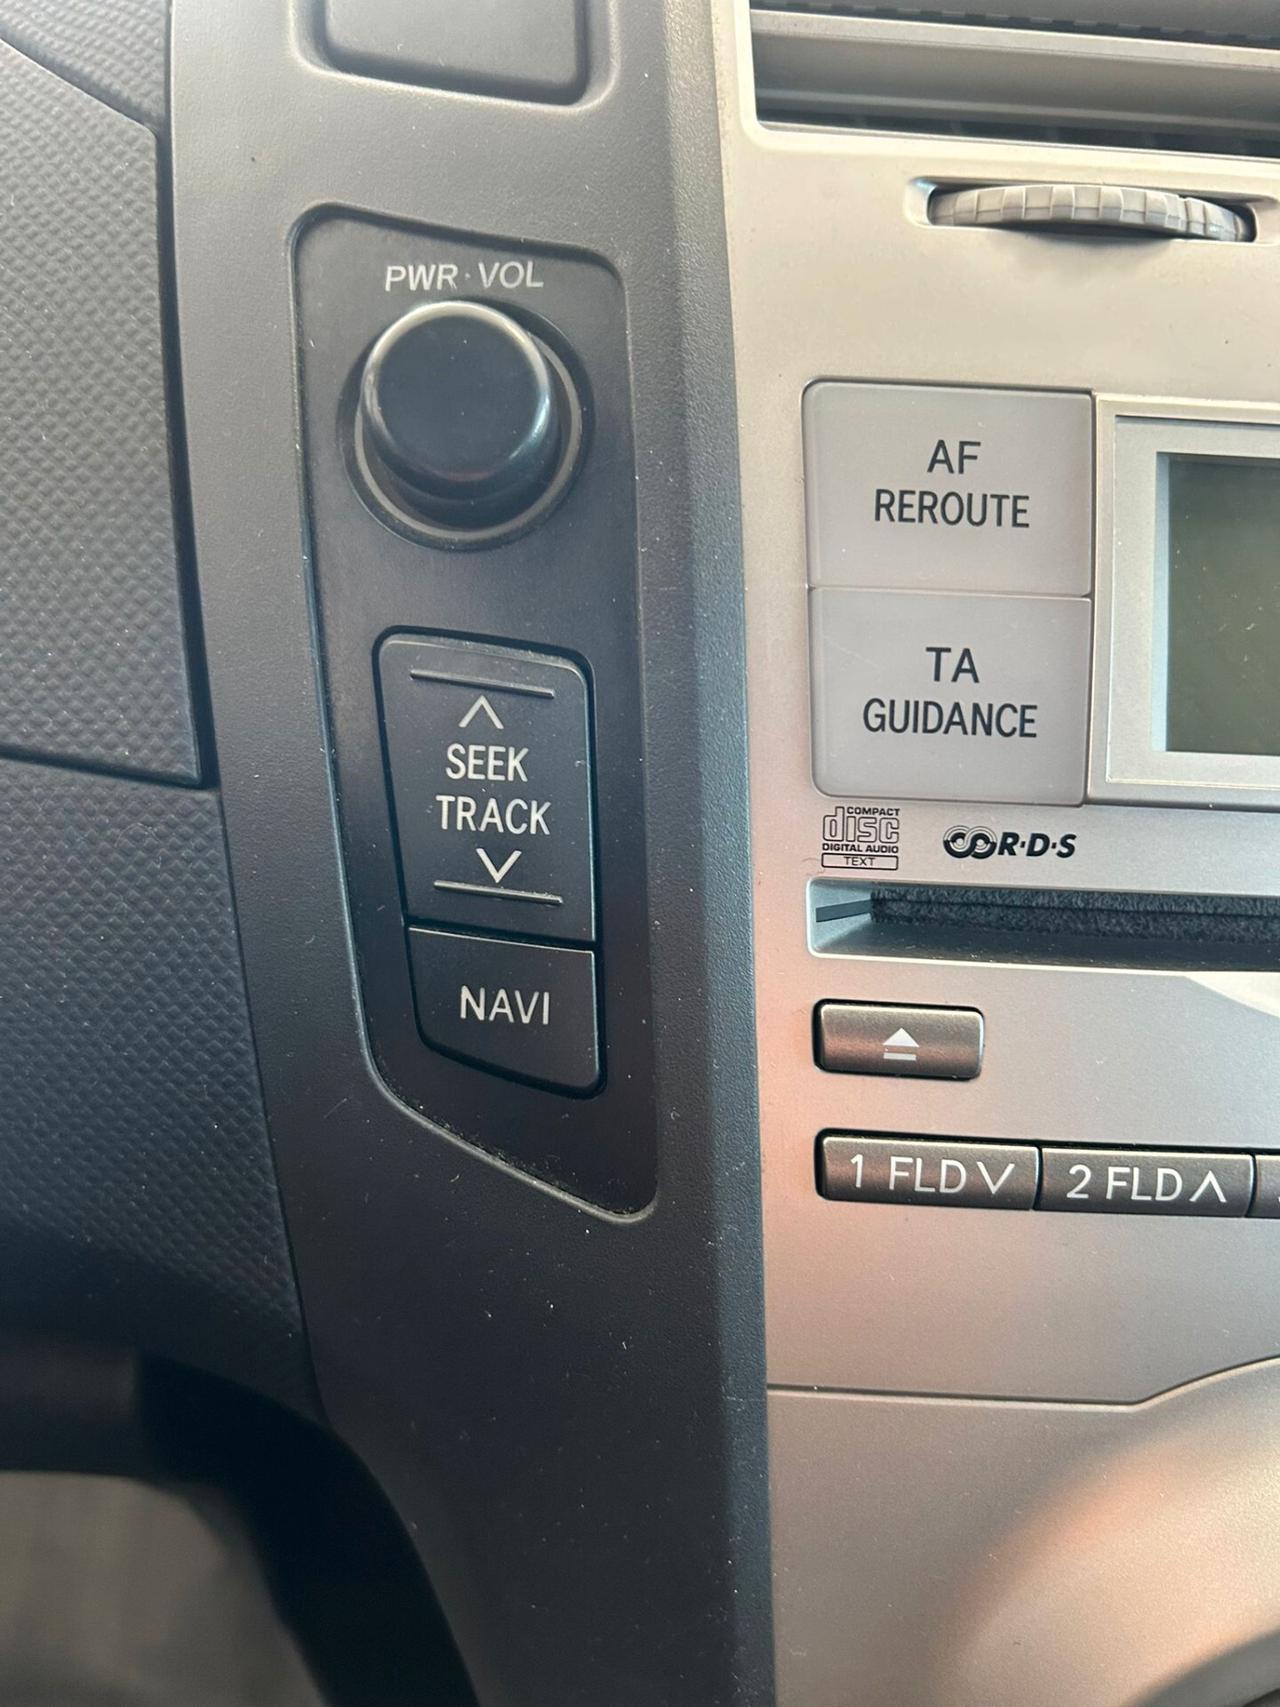 PWR·VOL
SEEK
TRACK
NAVI
AF
REROUTE
TA
GUIDANCE
COMPACT
disc
DIGITAL AUDIO
TEXT
R·D·S
1 FLD
2 FLD